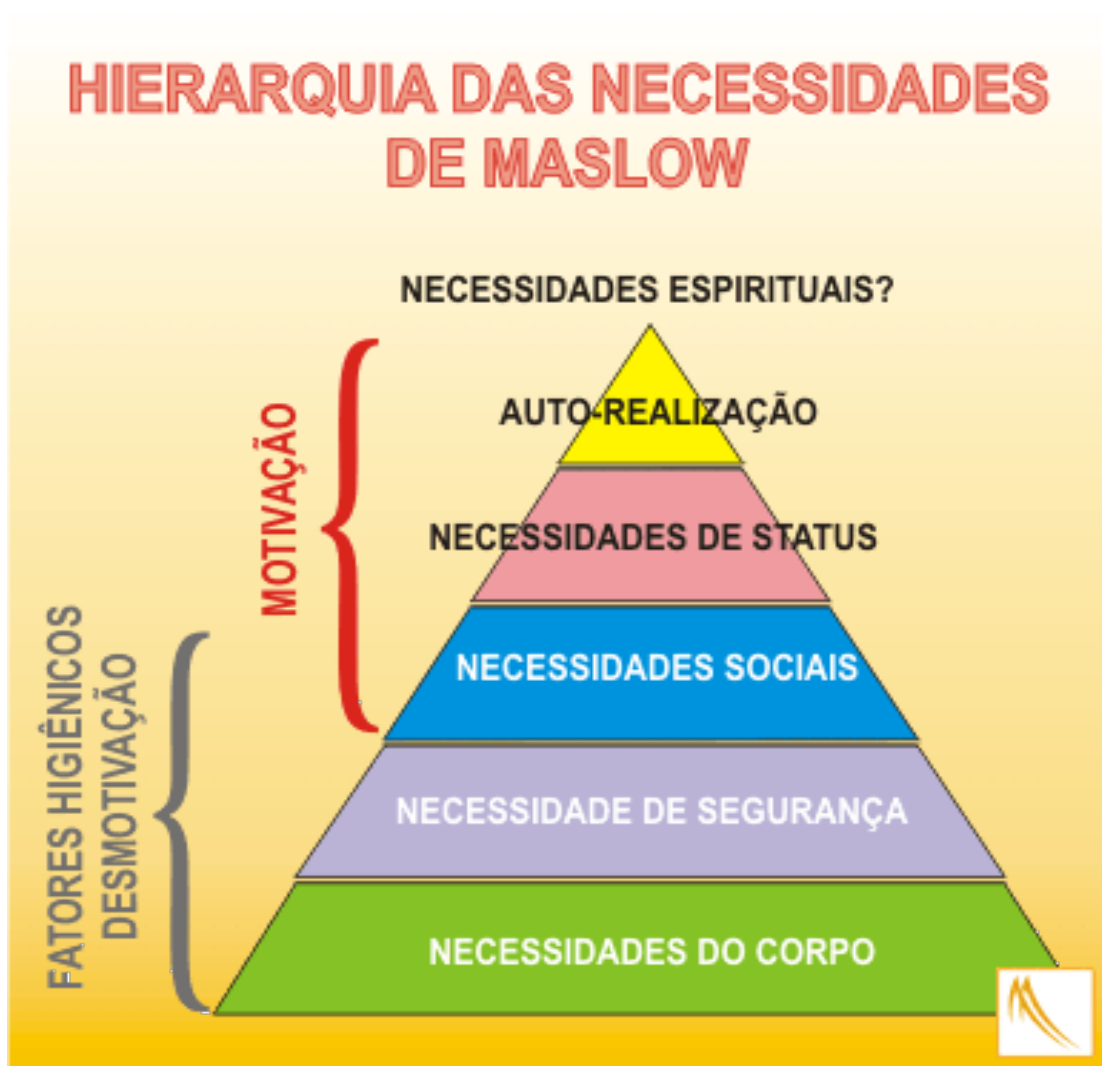 HIERARQUIA DAS NECESSIDADES
DE MASLOW
NECESSIDADES ESPIRITUAIS?
AUTO-REALIZAÇÃO
NECESSIDADES DE STATUS
NECESSIDADES SOCIAIS
NECESSIDADE DE SEGURANÇA
NECESSIDADES DO CORPO
MOTIVAÇÃO
FATORES HIGIÊNICOS
DESMOTIVAÇÃO